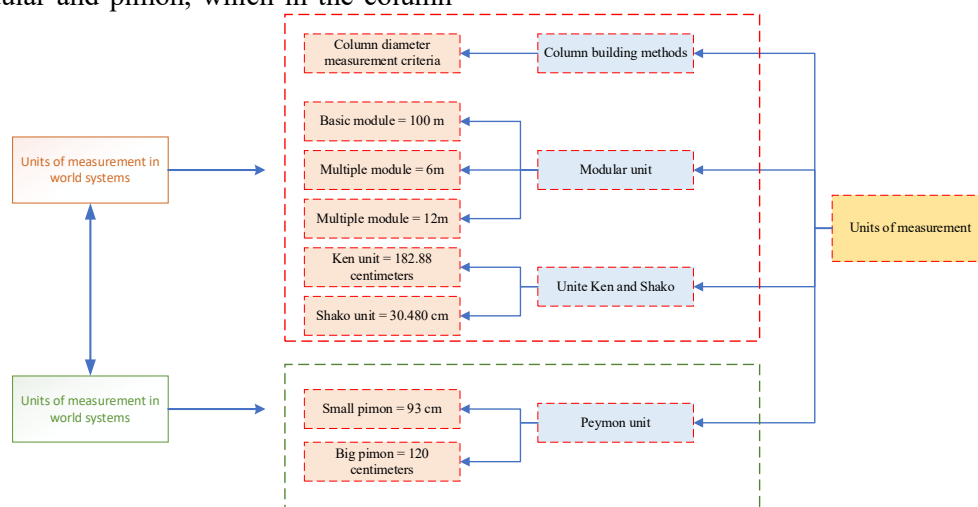 ular and pimon, which in the column
Column diameter
measurement criteria
Column building methods
Basic module = 100 m
Units of measurement in
world systems
Multiple module = 6m
Modular unit
Multiple module = 12m
Units of measurement
Ken unit = 182.88
centimeters
Unite Ken and Shako
Shako unit = 30.480 cm
Units of measurement in
world systems
Small pimon = 93 cm
Peymon unit
Big pimon = 120
centimeters